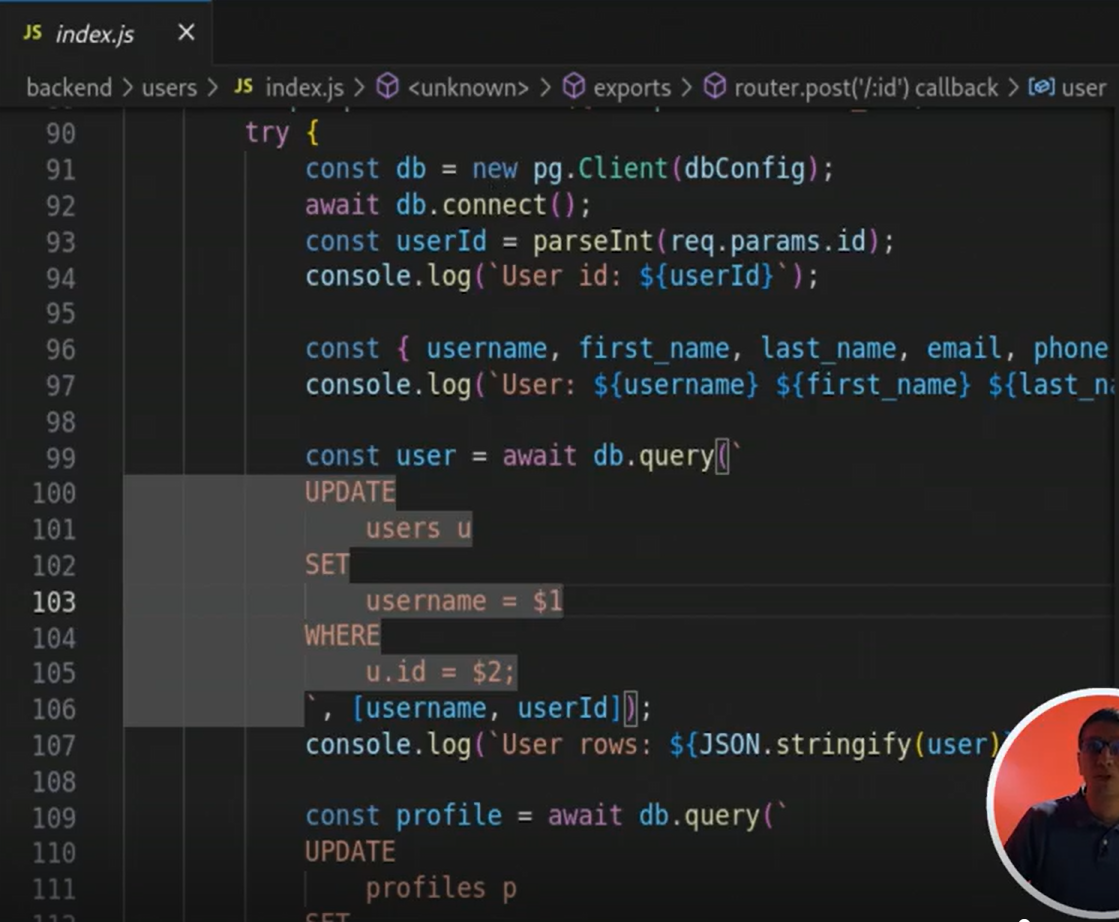 JS index.js ×
backend > users > JS index.js > <unknown> > exports > router.post('/:id') callback > user
90 try {
91 const db = new pg.Client(dbConfig);
92 await db.connect();
93 const userId = parseInt(req.params.id);
94 console.log(`User id: ${userId}`);
95
96 const { username, first_name, last_name, email, phone
97 console.log(`User: ${username} ${first_name} ${last_na
98
99 const user = await db.query(`
100 UPDATE
101 users u
102 SET
103 username = $1
104 WHERE
105 u.id = $2;
106 `, [username, userId]);
107 console.log(`User rows: ${JSON.stringify(user)
108
109 const profile = await db.query(`
110 UPDATE
111 profiles p
112 SET